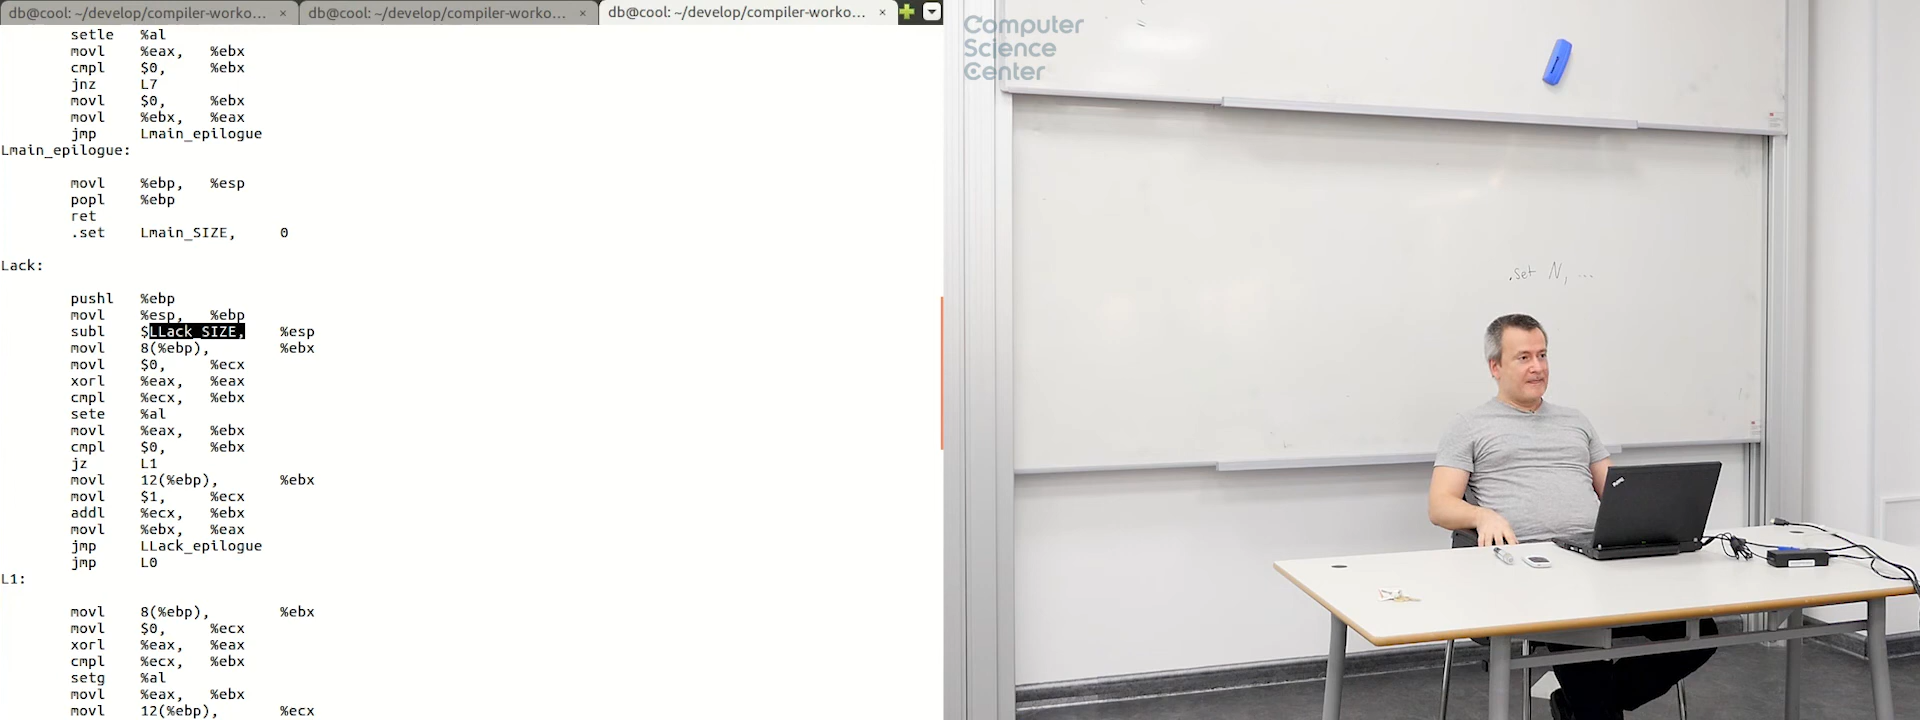 db@cool: ~/develop/compiler-worko... × db@cool: ~/develop/compiler-worko... × db@cool: ~/develop/compiler-worko... ×
setle %al
movl %eax, %ebx
cmpl $0, %ebx
jnz L7
movl $0, %ebx
movl %ebx, %eax
jmp Lmain_epilogue
Lmain_epilogue:
movl %ebp, %esp
popl %ebp
ret
.set Lmain_SIZE, 0
Lack:
pushl %ebp
movl %esp, %ebp
subl $LLack_SIZE, %esp
movl 8(%ebp), %ebx
movl $0, %ecx
xorl %eax, %eax
cmpl %ecx, %ebx
sete %al
movl %eax, %ebx
cmpl $0, %ebx
jz L1
movl 12(%ebp), %ebx
movl $1, %ecx
addl %ecx, %ebx
movl %ebx, %eax
jmp LLack_epilogue
jmp L0
L1:
movl 8(%ebp), %ebx
movl $0, %ecx
xorl %eax, %eax
cmpl %ecx, %ebx
setg %al
movl %eax, %ebx
movl 12(%ebp), %ecx
Computer
Science
Center
.set N, ...